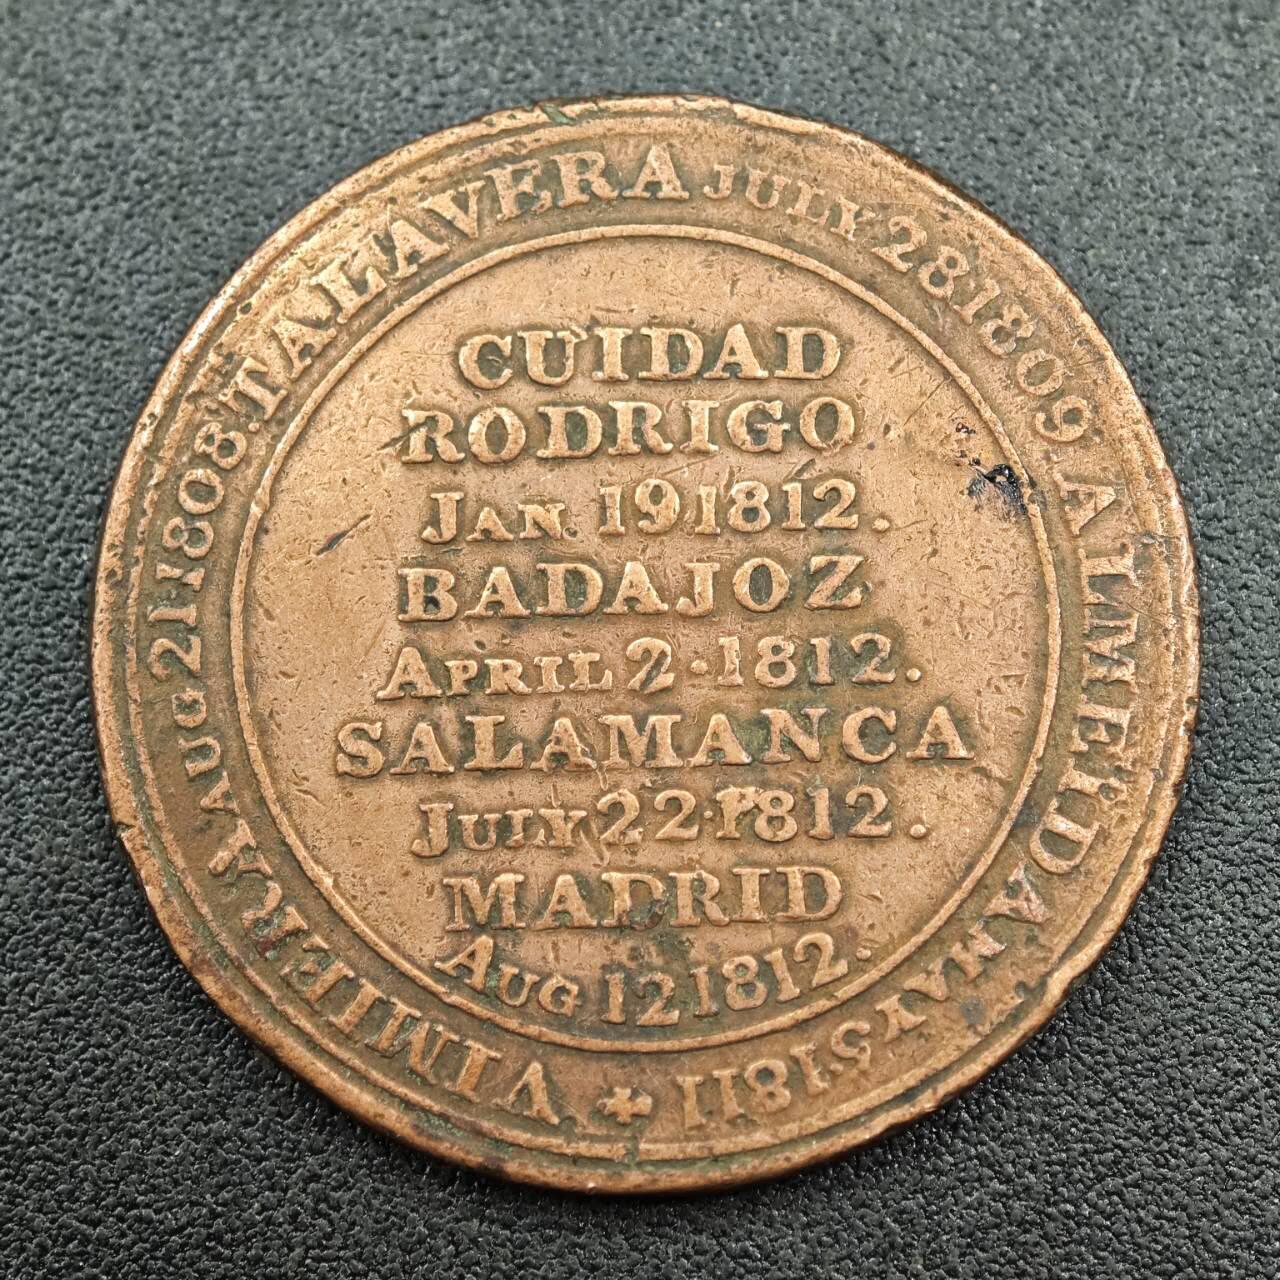 VIMIERA AUG 21 1808. TALAVERA JULY 28 1809. ALMEIDA MAY 5 1811
CUIDAD
RODRIGO
JAN. 19 1812.
BADAJOZ
APRIL 2 · 1812.
SALAMANCA
JULY 22 · 1812.
MADRID
AUG 12 1812.